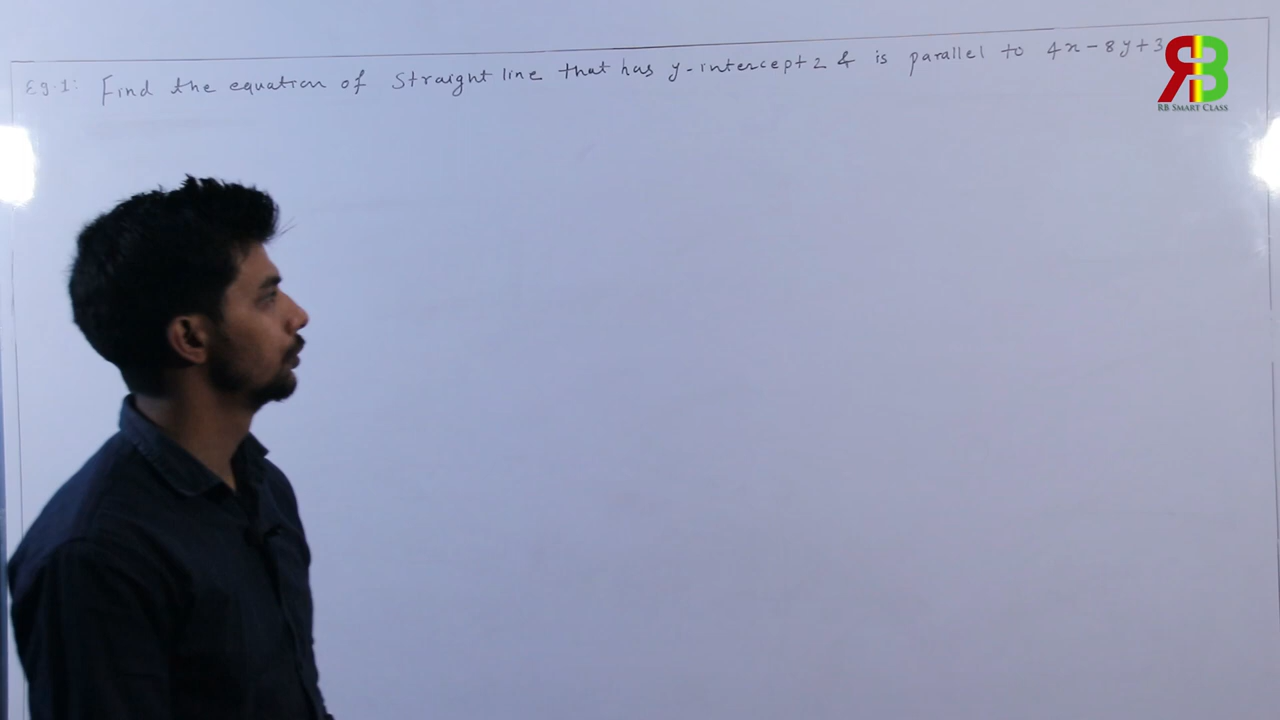 Eg.1: Find the equation of straight line that has y-intercept 2 & is parallel to 4x-8y+3
RB SMART CLASS